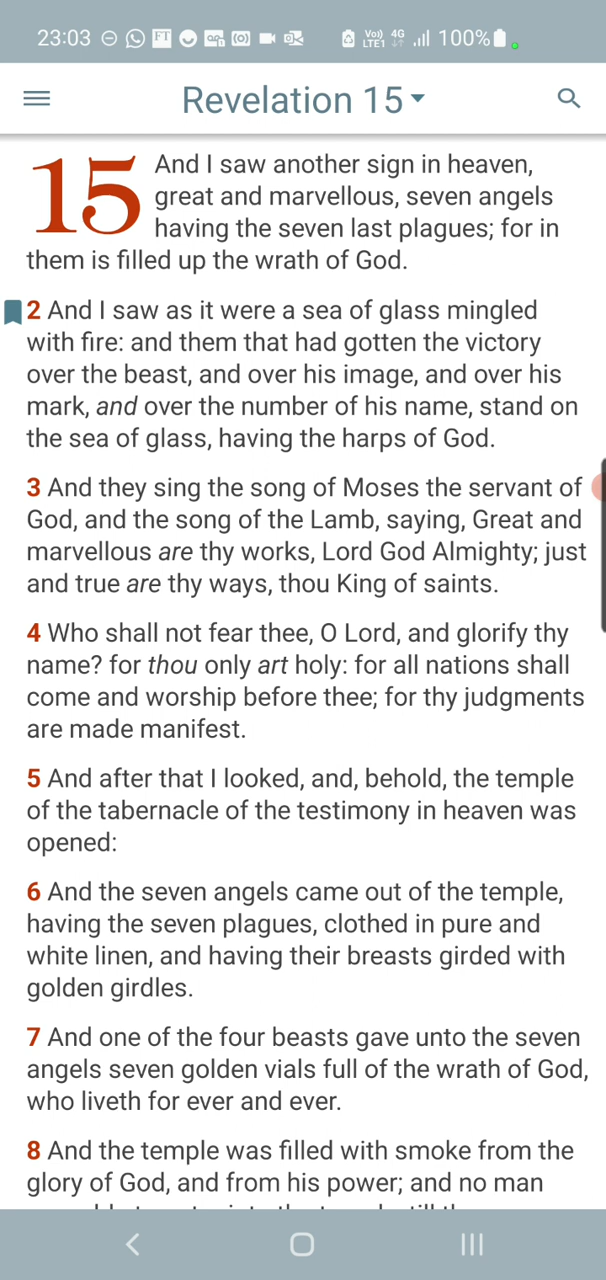 23:03 FT Vo) LTE1 4G 100%
Revelation 15
15 And I saw another sign in heaven,
great and marvellous, seven angels
having the seven last plagues; for in
them is filled up the wrath of God.
2 And I saw as it were a sea of glass mingled
with fire: and them that had gotten the victory
over the beast, and over his image, and over his
mark, and over the number of his name, stand on
the sea of glass, having the harps of God.
3 And they sing the song of Moses the servant of
God, and the song of the Lamb, saying, Great and
marvellous are thy works, Lord God Almighty; just
and true are thy ways, thou King of saints.
4 Who shall not fear thee, O Lord, and glorify thy
name? for thou only art holy: for all nations shall
come and worship before thee; for thy judgments
are made manifest.
5 And after that I looked, and, behold, the temple
of the tabernacle of the testimony in heaven was
opened:
6 And the seven angels came out of the temple,
having the seven plagues, clothed in pure and
white linen, and having their breasts girded with
golden girdles.
7 And one of the four beasts gave unto the seven
angels seven golden vials full of the wrath of God,
who liveth for ever and ever.
8 And the temple was filled with smoke from the
glory of God, and from his power; and no man